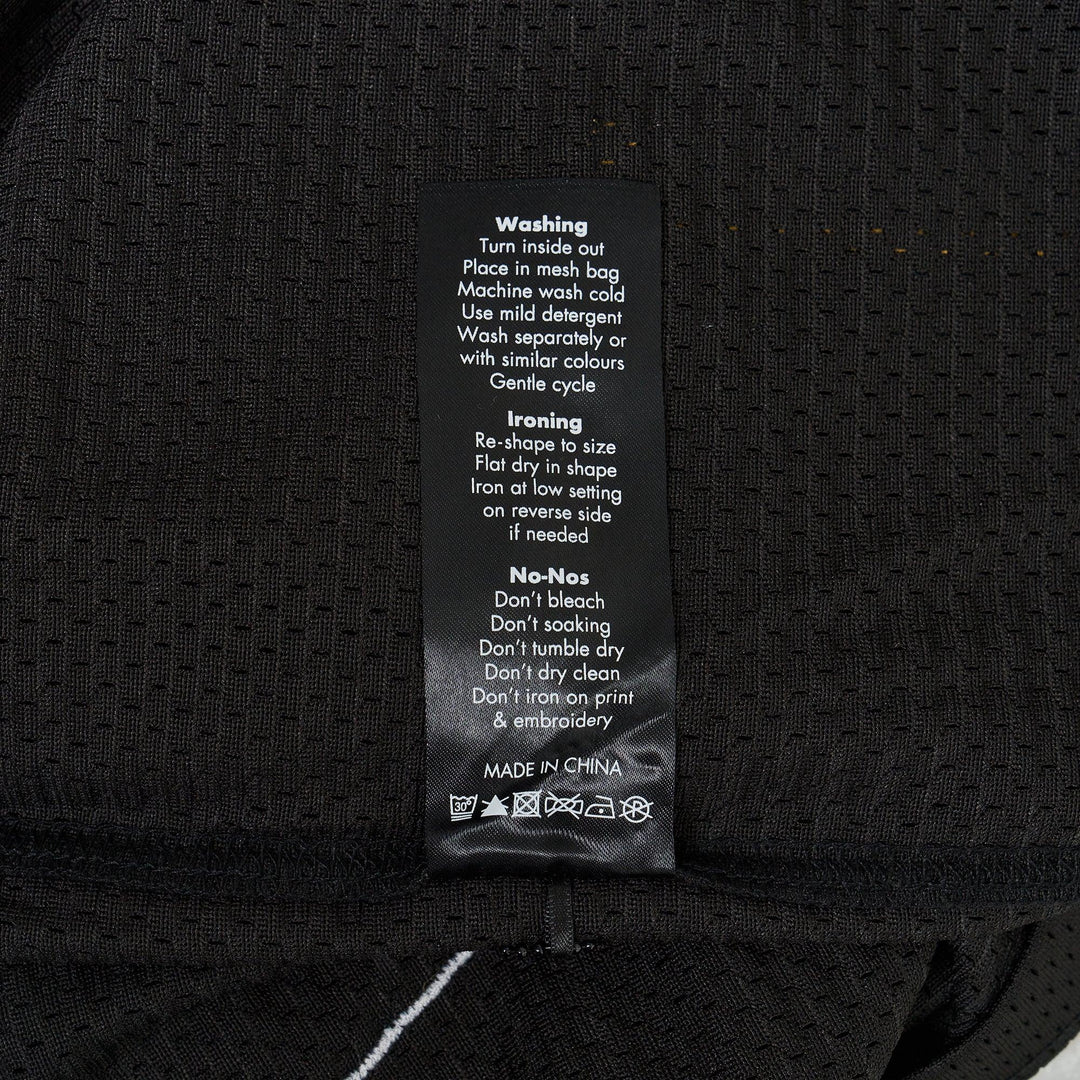 Washing
Turn inside out
Place in mesh bag
Machine wash cold
Use mild detergent
Wash separately or
with similar colours
Gentle cycle
Ironing
Re-shape to size
Flat dry in shape
Iron at low setting
on reverse side
if needed
No-Nos
Don't bleach
Don't soaking
Don't tumble dry
Don't dry clean
Don't iron on print
& embroidery
MADE IN CHINA
30° P